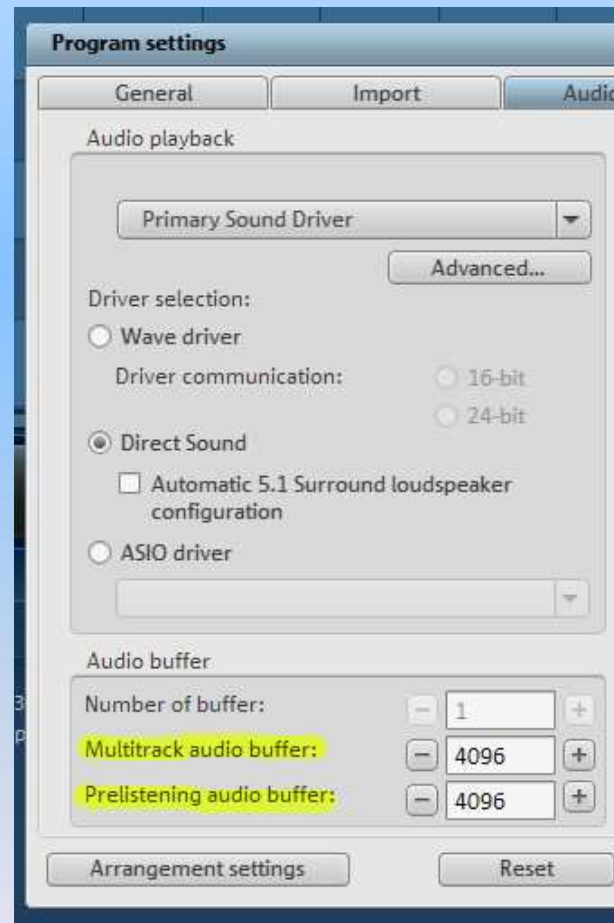 Program settings
General Import Audio
Audio playback
Primary Sound Driver
Advanced...
Driver selection:
Wave driver
Driver communication: 16-bit
24-bit
Direct Sound
Automatic 5.1 Surround loudspeaker
configuration
ASIO driver
Audio buffer
Number of buffer: 1
Multitrack audio buffer: 4096
Prelistening audio buffer: 4096
Arrangement settings Reset